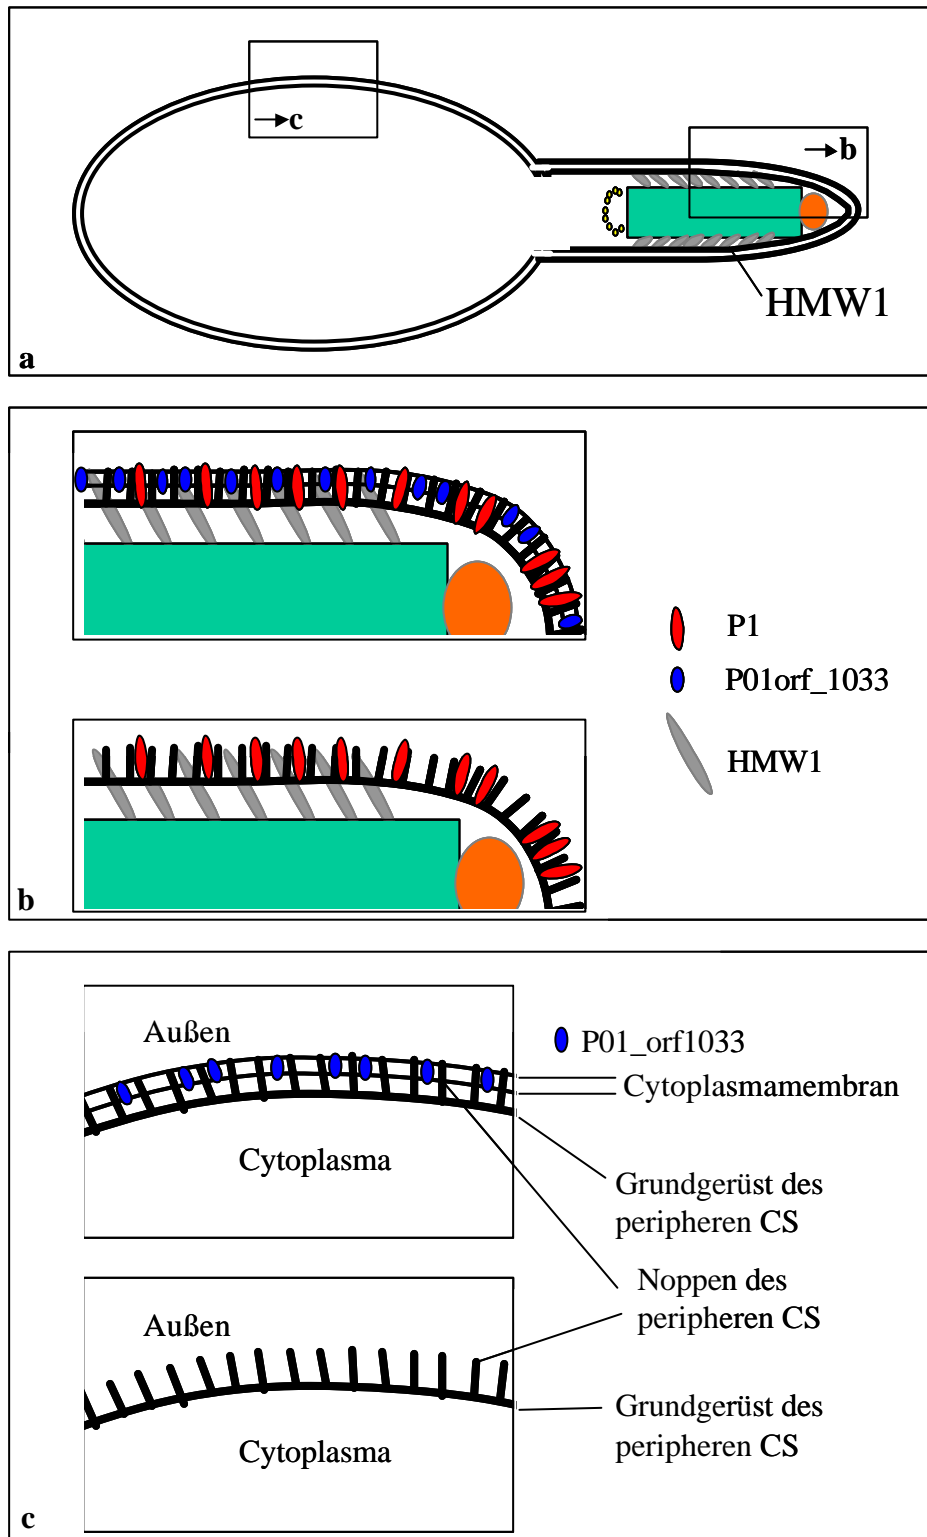 c
b
HMW1
a
P1
P01orf_1033
HMW1
b
Außen
P01_orf1033
Cytoplasmamembran
Cytoplasma
Grundgerüst des
peripheren CS
Noppen des
peripheren CS
Außen
Grundgerüst des
peripheren CS
Cytoplasma
c